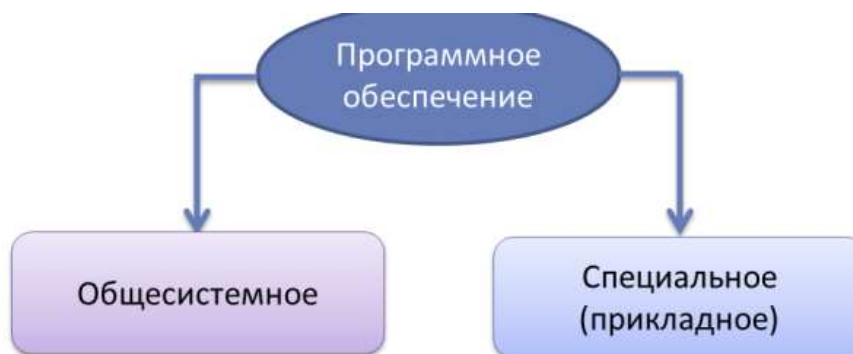 Программное
обеспечение
Общесистемное
Специальное
(прикладное)